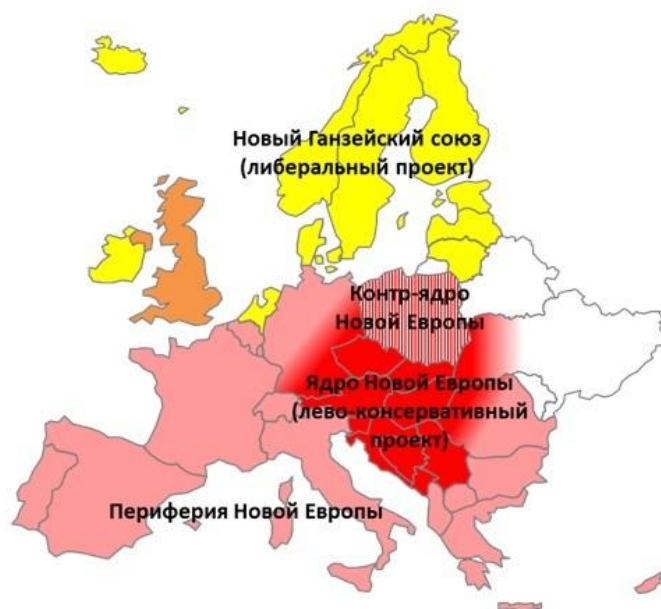 Новый Ганзейский союз
(либеральный проект)
Контр-ядро
Новой Европы
Ядро Новой Европы
(лево-консервативный
проект)
Периферия Новой Европы